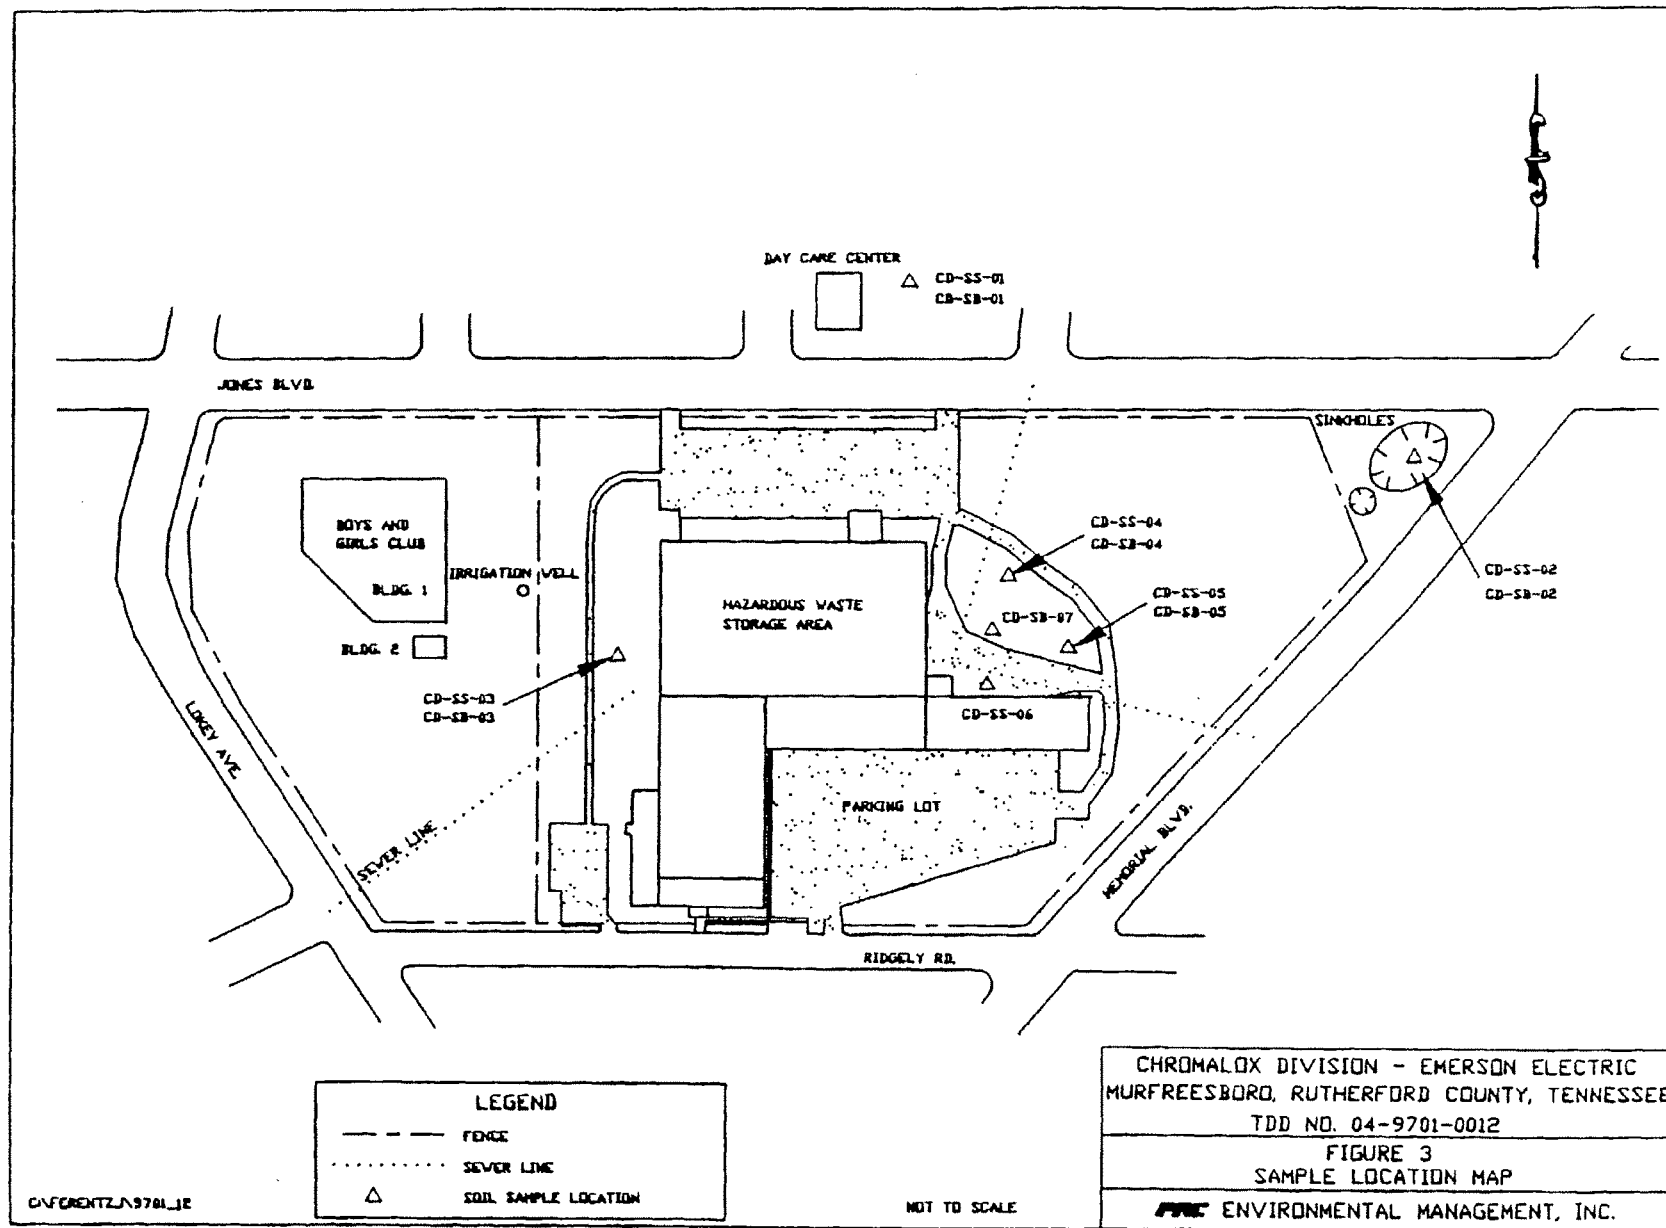 DAY CARE CENTER
CD-SS-01
CD-SB-01
JONES BLVD.
SINKHOLES
BOYS AND
GIRLS CLUB
BLDG. 1
IRRIGATION WELL
CD-SS-04
CD-SB-04
HAZARDOUS WASTE
STORAGE AREA
CD-SB-07
CD-SS-05
CD-SB-05
CD-SS-02
CD-SB-02
BLDG. 2
CD-SS-03
CD-SB-03
CD-SS-06
LOKEY AVE.
PARKING LOT
SEWER LINE
MEMORIAL BLVD.
RIDGELY RD.
LEGEND
FENCE
SEWER LINE
SOIL SAMPLE LOCATION
NOT TO SCALE
CHROMALOX DIVISION - EMERSON ELECTRIC
MURFREESBORO, RUTHERFORD COUNTY, TENNESSEE
TDD NO. 04-9701-0012
FIGURE 3
SAMPLE LOCATION MAP
PRC ENVIRONMENTAL MANAGEMENT, INC.